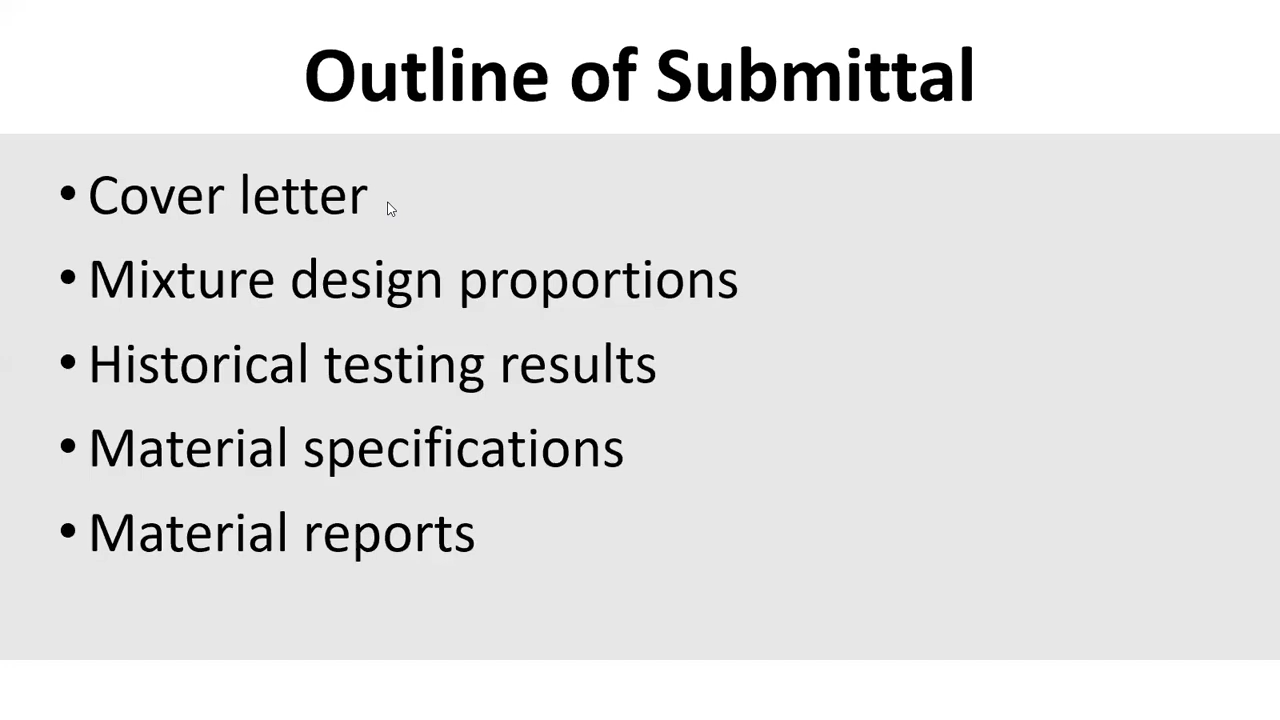 Outline of Submittal
• Cover letter
• Mixture design proportions
• Historical testing results
• Material specifications
• Material reports